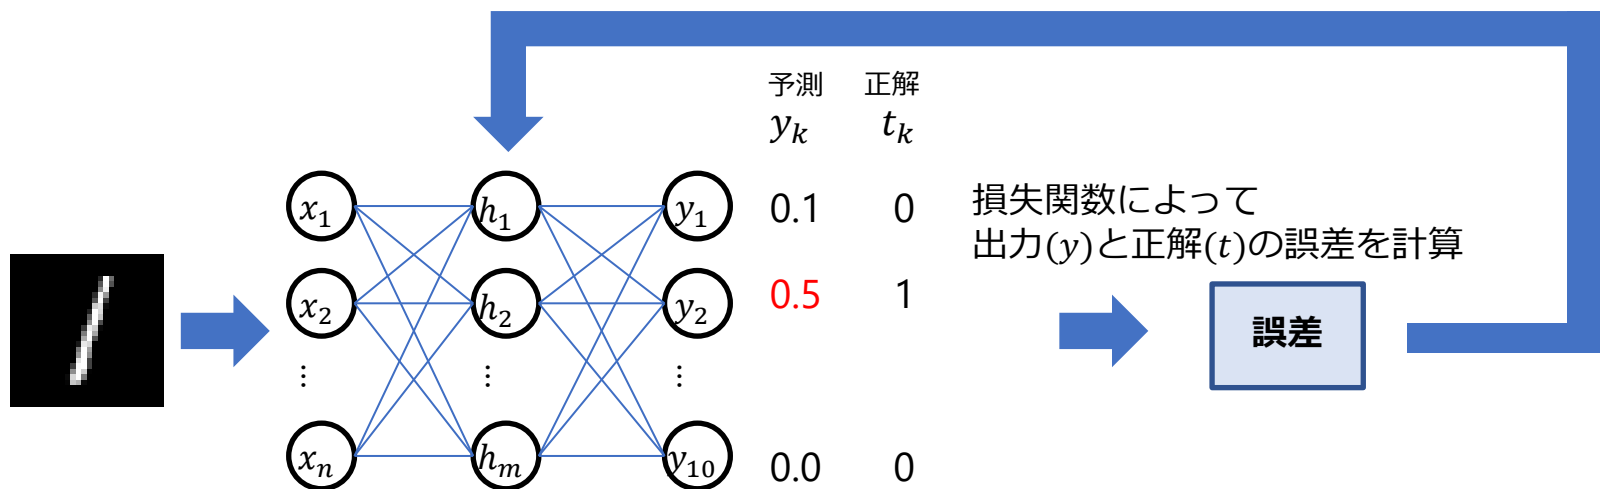 予測 正解
y_k t_k
x_1 h_1 y_1 0.1 0
損失関数によって
出力(y)と正解(t)の誤差を計算
x_2 h_2 y_2 0.5 1
誤差
⋮ ⋮ ⋮
x_n h_m y_10 0.0 0